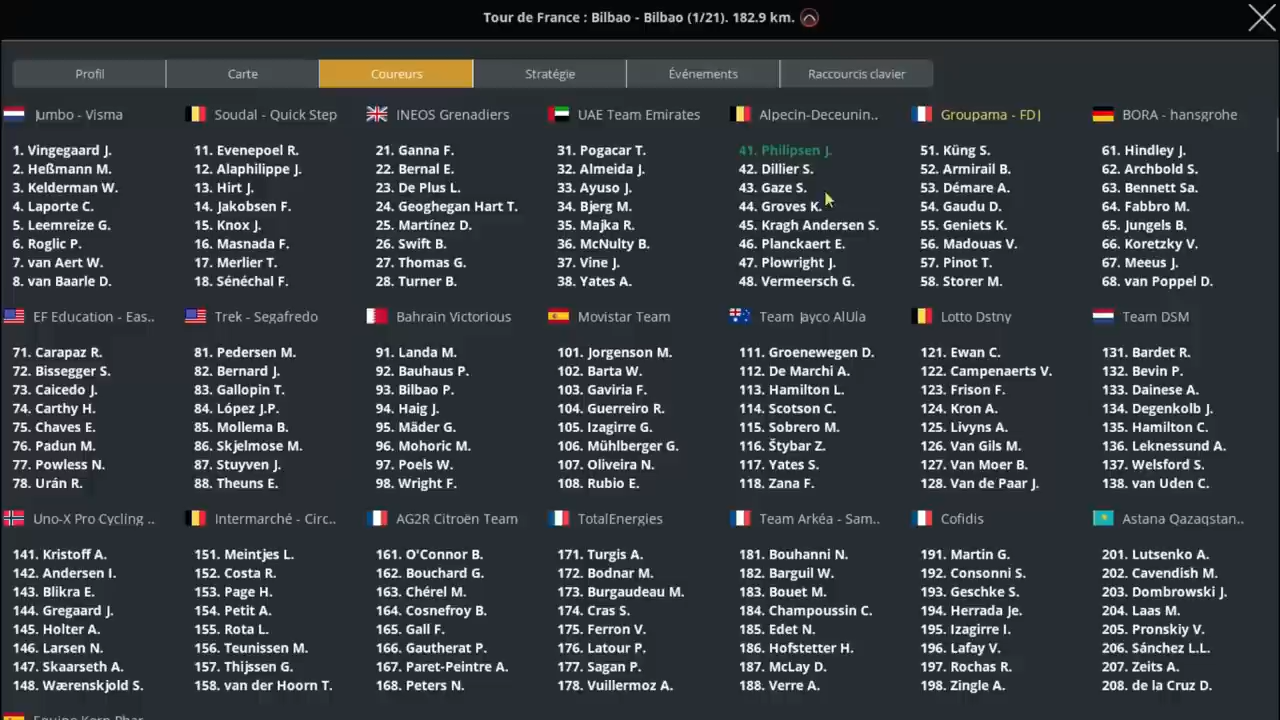 Tour de France : Bilbao - Bilbao (1/21). 182.9 km.
Profil
Carte
Coureurs
Stratégie
Événements
Raccourcis clavier
Jumbo - Visma
1. Vingegaard J.
2. Heßmann M.
3. Kelderman W.
4. Laporte C.
5. Leemreize G.
6. Roglic P.
7. van Aert W.
8. van Baarle D.
Soudal - Quick Step
11. Evenepoel R.
12. Alaphilippe J.
13. Hirt J.
14. Jakobsen F.
15. Knox J.
16. Masnada F.
17. Merlier T.
18. Sénéchal F.
INEOS Grenadiers
21. Ganna F.
22. Bernal E.
23. De Plus L.
24. Geoghegan Hart T.
25. Martínez D.
26. Swift B.
27. Thomas G.
28. Turner B.
UAE Team Emirates
31. Pogacar T.
32. Almeida J.
33. Ayuso J.
34. Bjerg M.
35. Majka R.
36. McNulty B.
37. Vine J.
38. Yates A.
Alpecin-Deceunin..
41. Philipsen J.
42. Dillier S.
43. Gaze S.
44. Groves K.
45. Kragh Andersen S.
46. Planckaert E.
47. Plowright J.
48. Vermeersch G.
Groupama - FDJ
51. Küng S.
52. Armirail B.
53. Démare A.
54. Gaudu D.
55. Geniets K.
56. Madouas V.
57. Pinot T.
58. Storer M.
BORA - hansgrohe
61. Hindley J.
62. Archbold S.
63. Bennett Sa.
64. Fabbro M.
65. Jungels B.
66. Koretzky V.
67. Meeus J.
68. van Poppel D.
EF Education - Eas..
71. Carapaz R.
72. Bissegger S.
73. Caicedo J.
74. Carthy H.
75. Chaves E.
76. Padun M.
77. Powless N.
78. Urán R.
Trek - Segafredo
81. Pedersen M.
82. Bernard J.
83. Gallopin T.
84. López J.P.
85. Mollema B.
86. Skjelmose M.
87. Stuyven J.
88. Theuns E.
Bahrain Victorious
91. Landa M.
92. Bauhaus P.
93. Bilbao P.
94. Haig J.
95. Mäder G.
96. Mohoric M.
97. Poels W.
98. Wright F.
Movistar Team
101. Jorgenson M.
102. Barta W.
103. Gaviria F.
104. Guerreiro R.
105. Izagirre G.
106. Mühlberger G.
107. Oliveira N.
108. Rubio E.
Team Jayco AlUla
111. Groenewegen D.
112. De Marchi A.
113. Hamilton L.
114. Scotson C.
115. Sobrero M.
116. Štybar Z.
117. Yates S.
118. Zana F.
Lotto Dstny
121. Ewan C.
122. Campenaerts V.
123. Frison F.
124. Kron A.
125. Livyns A.
126. Van Gils M.
127. Van Moer B.
128. Van de Paar J.
Team DSM
131. Bardet R.
132. Bevin P.
133. Dainese A.
134. Degenkolb J.
135. Hamilton C.
136. Leknessund A.
137. Welsford S.
138. van Uden C.
Uno-X Pro Cycling ..
141. Kristoff A.
142. Andersen I.
143. Blikra E.
144. Gregaard J.
145. Holter A.
146. Larsen N.
147. Skaarseth A.
148. Wærenskjold S.
Intermarché - Circ..
151. Meintjes L.
152. Costa R.
153. Page H.
154. Petit A.
155. Rota L.
156. Teunissen M.
157. Thijssen G.
158. van der Hoorn T.
AG2R Citroën Team
161. O'Connor B.
162. Bouchard G.
163. Chérel M.
164. Cosnefroy B.
165. Gall F.
166. Gautherat P.
167. Paret-Peintre A.
168. Peters N.
TotalEnergies
171. Turgis A.
172. Bodnar M.
173. Burgaudeau M.
174. Cras S.
175. Ferron V.
176. Latour P.
177. Sagan P.
178. Vuillermoz A.
Team Arkéa - Sam..
181. Bouhanni N.
182. Barguil W.
183. Bouet M.
184. Champoussin C.
185. Edet N.
186. Hofstetter H.
187. McLay D.
188. Verre A.
Cofidis
191. Martin G.
192. Consonni S.
193. Geschke S.
194. Herrada Je.
195. Izagirre I.
196. Lafay V.
197. Rochas R.
198. Zingle A.
Astana Qazaqstan..
201. Lutsenko A.
202. Cavendish M.
203. Dombrowski J.
204. Laas M.
205. Pronskiy V.
206. Sánchez L.L.
207. Zeits A.
208. de la Cruz D.
Equipo Kern Phar